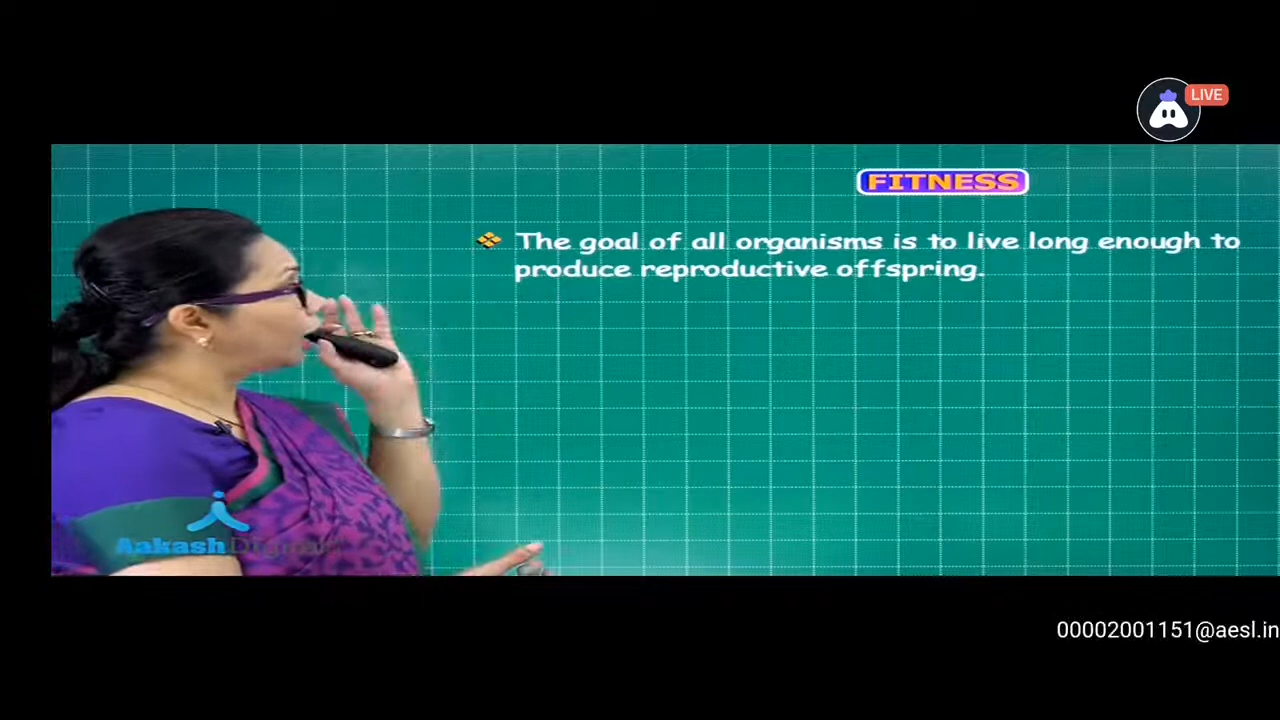 LIVE
FITNESS
The goal of all organisms is to live long enough to
produce reproductive offspring.
Aakash Digital
00002001151@aesl.in